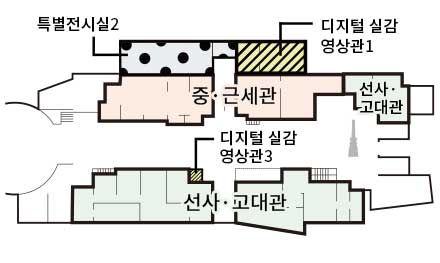 특별전시실2
디지털 실감
영상관1
중·근세관
선사·
고대관
디지털 실감
영상관3
선사·고대관